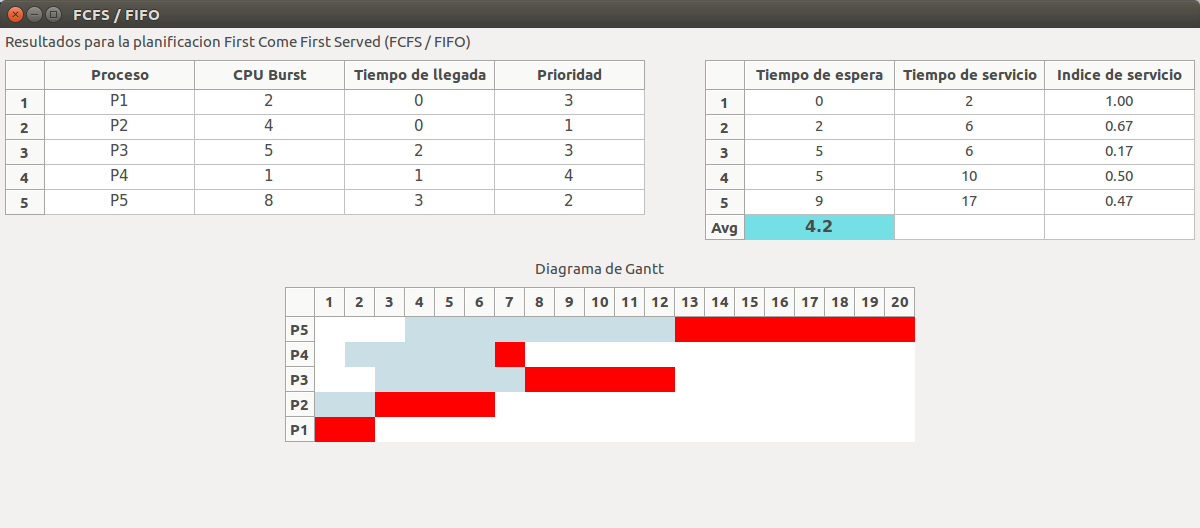 FCFS / FIFO
Resultados para la planificacion First Come First Served (FCFS / FIFO)
Proceso CPU Burst Tiempo de llegada Prioridad
1 P1 2 0 3
2 P2 4 0 1
3 P3 5 2 3
4 P4 1 1 4
5 P5 8 3 2
Tiempo de espera Tiempo de servicio Indice de servicio
1 0 2 1.00
2 2 6 0.67
3 5 6 0.17
4 5 10 0.50
5 9 17 0.47
Avg 4.2
Diagrama de Gantt
1 2 3 4 5 6 7 8 9 10 11 12 13 14 15 16 17 18 19 20
P5
P4
P3
P2
P1